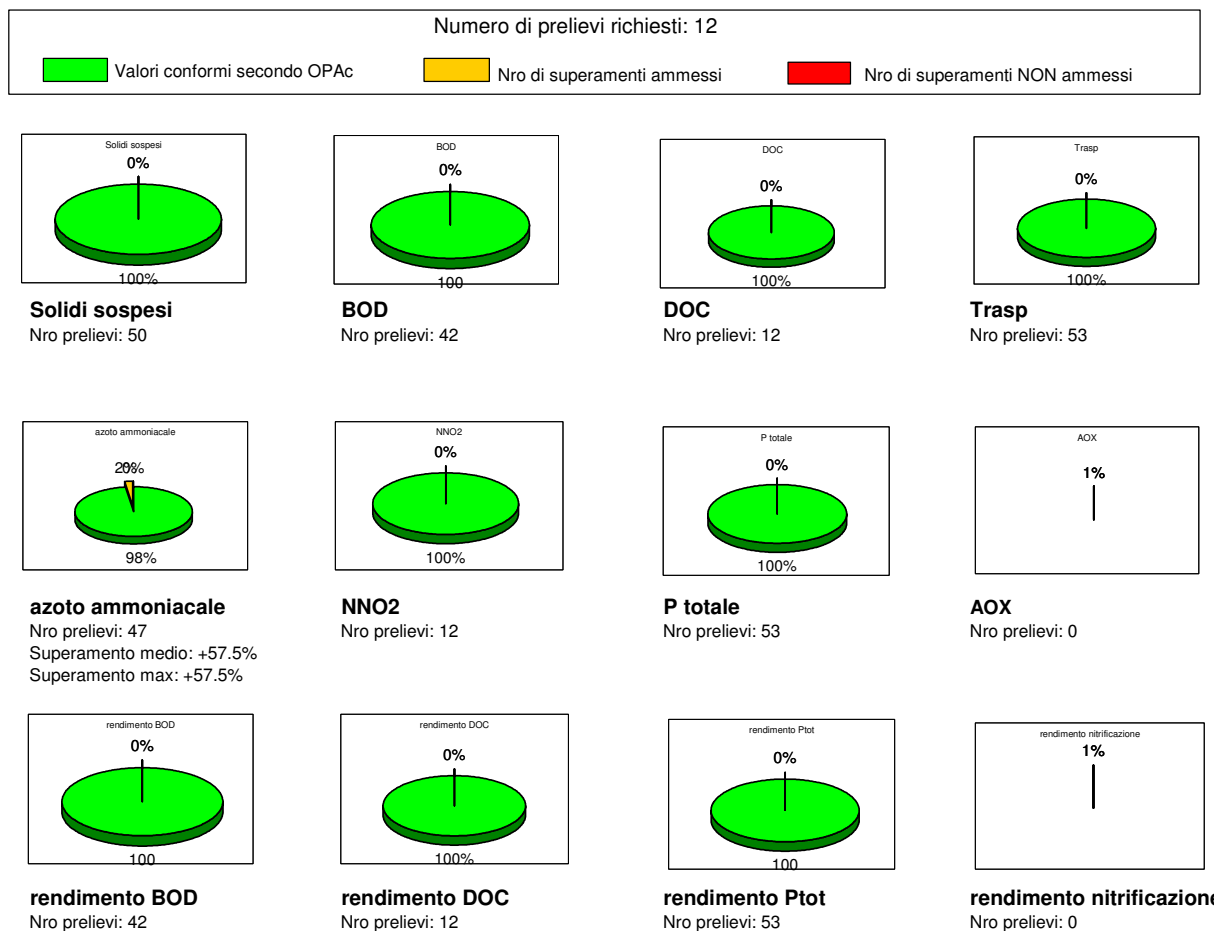 Numero di prelievi richiesti: 12
Valori conformi secondo OPAc
Nro di superamenti ammessi
Nro di superamenti NON ammessi
Solidi sospesi
0%
100%
Solidi sospesi
Nro prelievi: 50
BOD
0%
100
BOD
Nro prelievi: 42
DOC
0%
100%
DOC
Nro prelievi: 12
Trasp
0%
100%
Trasp
Nro prelievi: 53
azoto ammoniacale
2%
0%
98%
azoto ammoniacale
Nro prelievi: 47
Superamento medio: +57.5%
Superamento max: +57.5%
NNO2
0%
100%
NNO2
Nro prelievi: 12
P totale
0%
100%
P totale
Nro prelievi: 53
AOX
1%
AOX
Nro prelievi: 0
rendimento BOD
0%
100
rendimento BOD
Nro prelievi: 42
rendimento DOC
0%
100%
rendimento DOC
Nro prelievi: 12
rendimento Ptot
0%
100
rendimento Ptot
Nro prelievi: 53
rendimento nitrificazione
1%
rendimento nitrificazione
Nro prelievi: 0